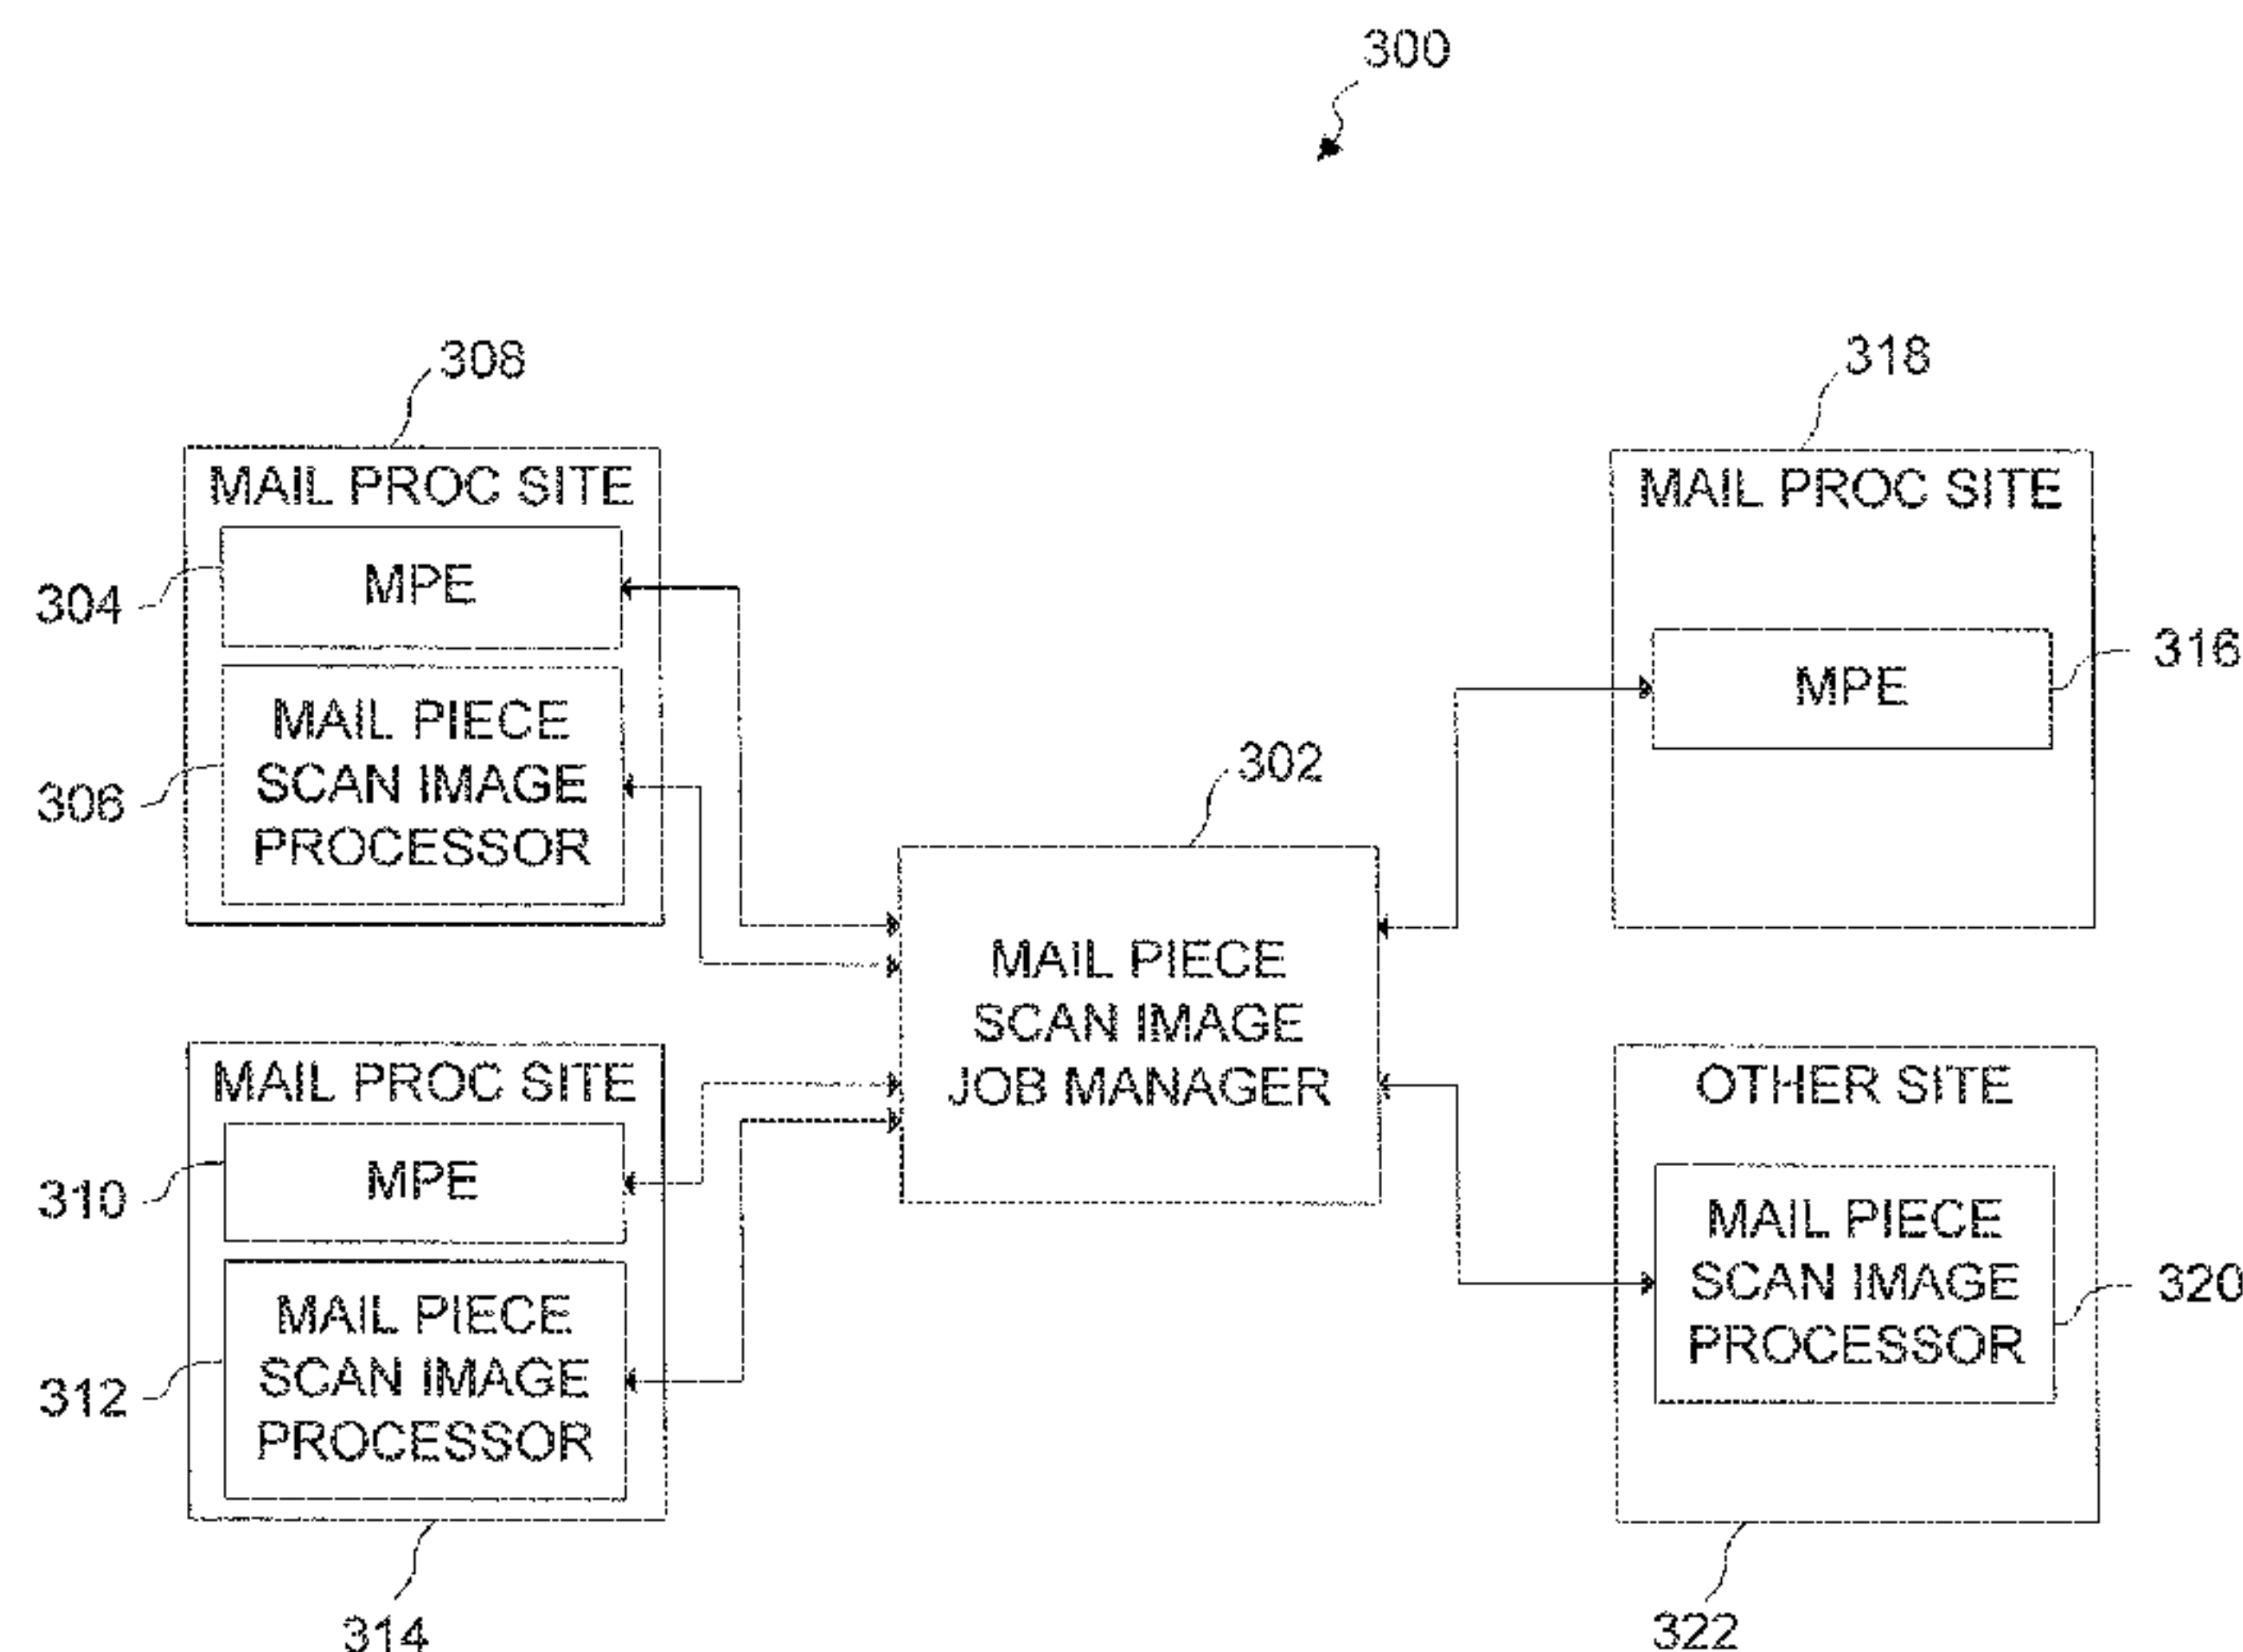 300
308
MAIL PROC SITE
304
MPE
306
MAIL PIECE
SCAN IMAGE
PROCESSOR
318
MAIL PROC SITE
MPE
316
302
MAIL PIECE
SCAN IMAGE
JOB MANAGER
MAIL PROC SITE
310
MPE
312
MAIL PIECE
SCAN IMAGE
PROCESSOR
314
OTHER SITE
MAIL PIECE
SCAN IMAGE
PROCESSOR
320
322